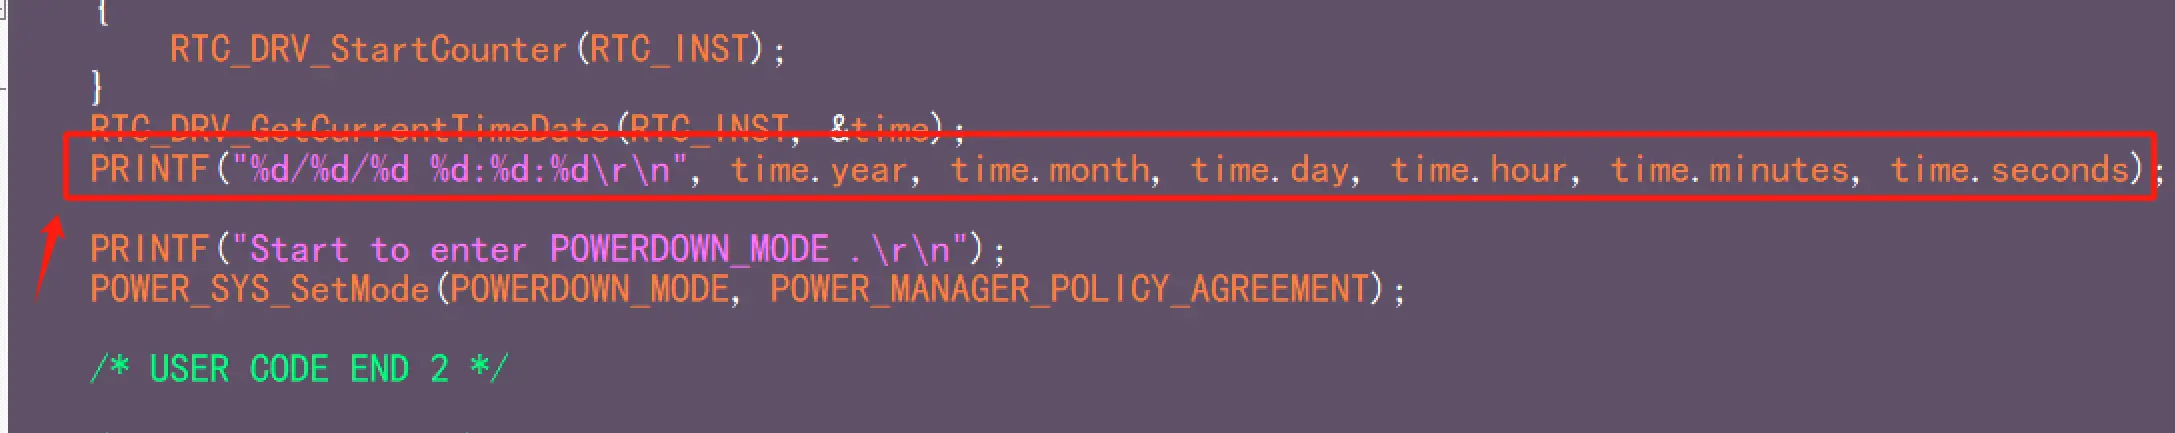 {
RTC_DRV_StartCounter(RTC_INST);
}
RTC_DRV_GetCurrentTimeDate(RTC_INST, &time);
PRINTF("%d/%d/%d %d:%d:%d\r\n", time.year, time.month, time.day, time.hour, time.minutes, time.seconds);
PRINTF("Start to enter POWERDOWN_MODE .\r\n");
POWER_SYS_SetMode(POWERDOWN_MODE, POWER_MANAGER_POLICY_AGREEMENT);
/* USER CODE END 2 */